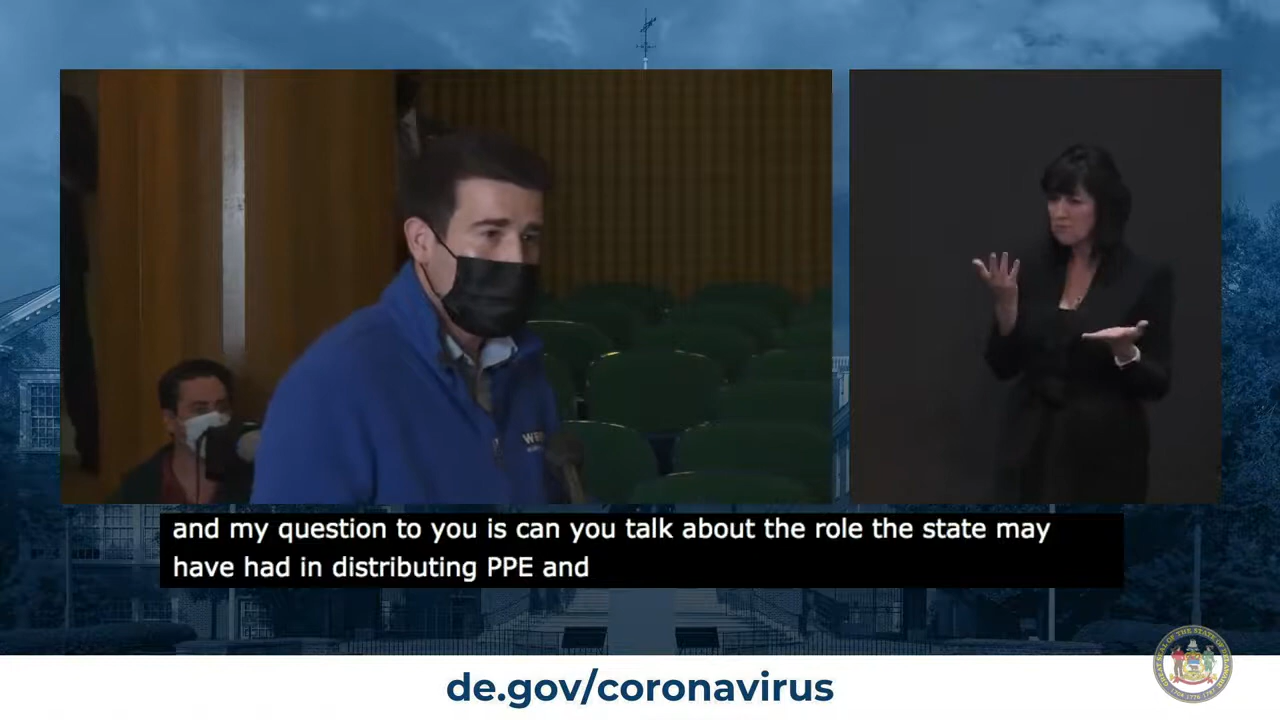 and my question to you is can you talk about the role the state may
have had in distributing PPE and
de.gov/coronavirus